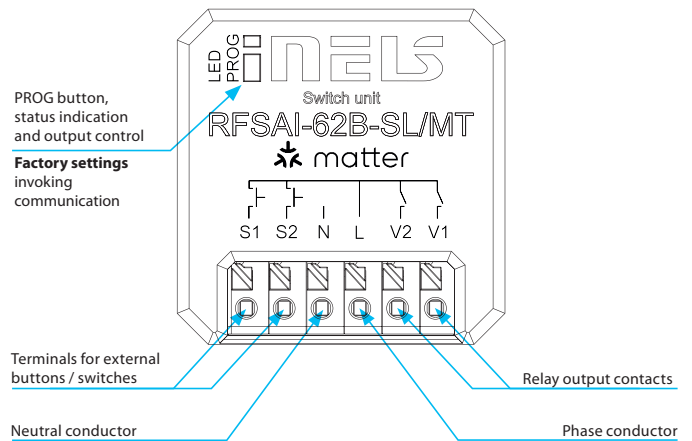 LED
PROG
iNELS
Switch unit
RFSAI-62B-SL/MT
matter
S1 S2 N L V2 V1
PROG button,
status indication
and output control
Factory settings
invoking
communication
Terminals for external
buttons / switches
Neutral conductor
Relay output contacts
Phase conductor